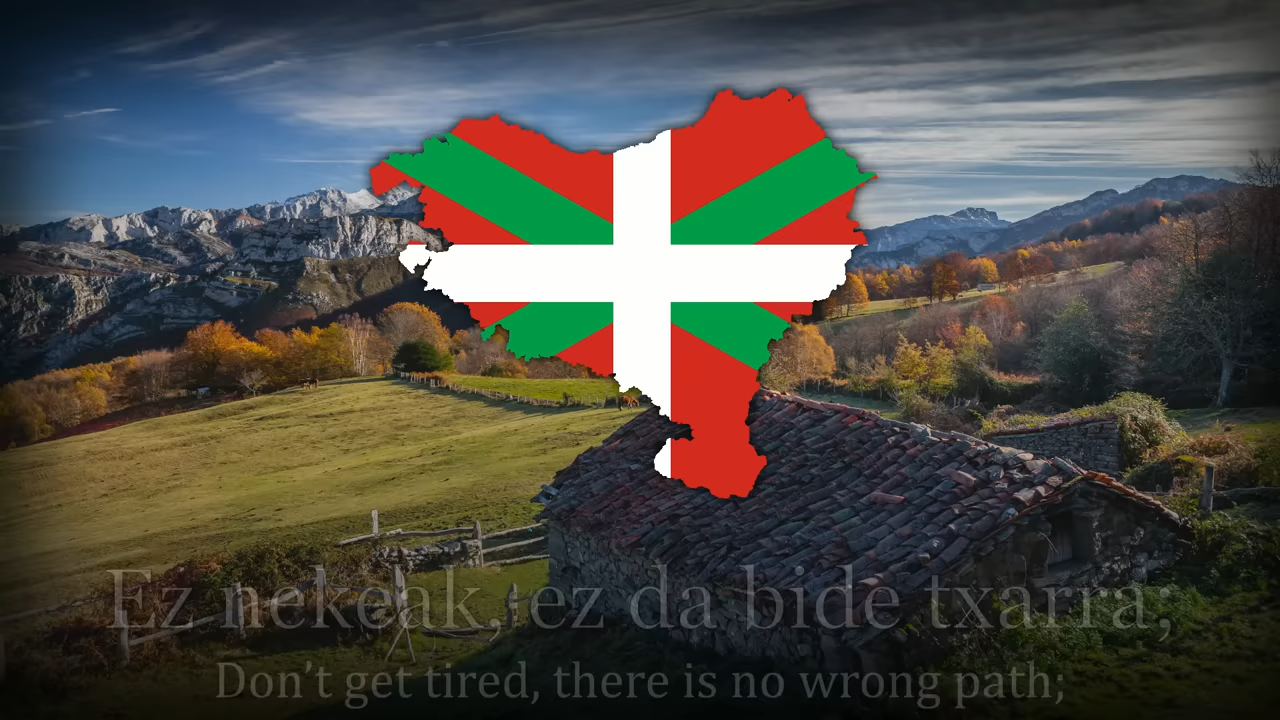 Ez nekeak, ez da bide txarra;
Don’t get tired, there is no wrong path;